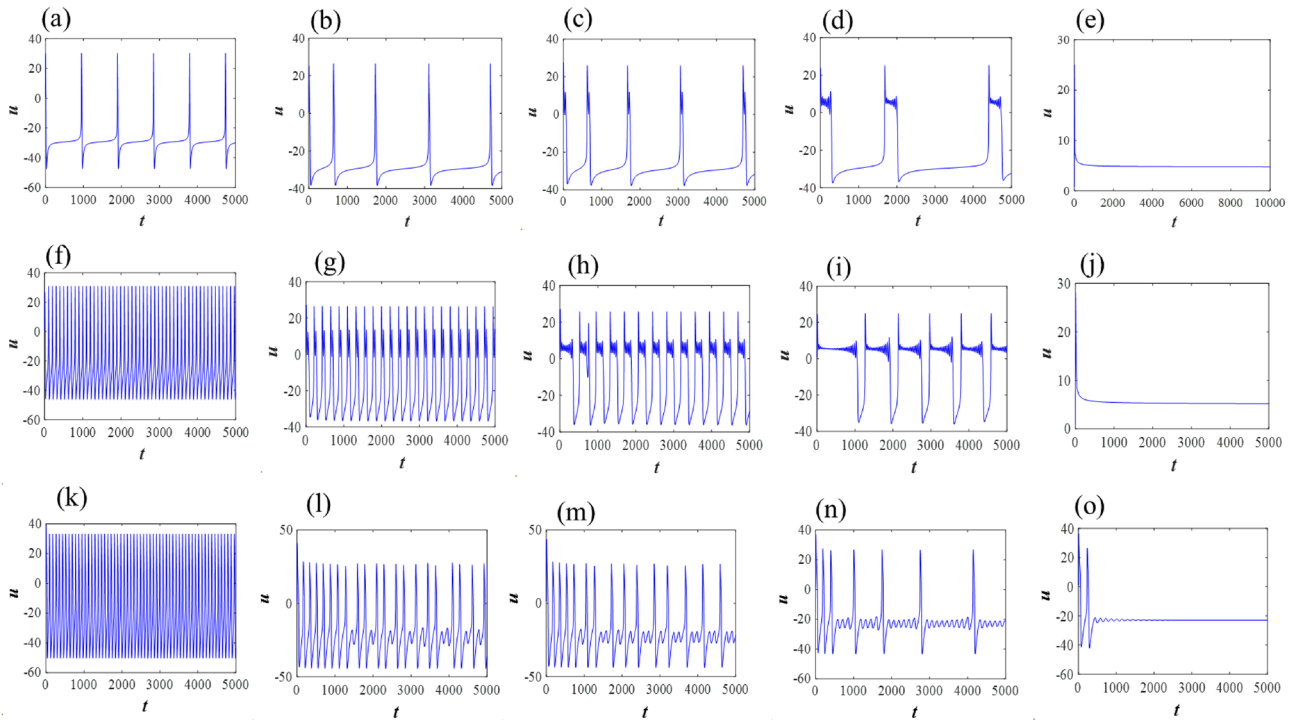 (a) (b) (c) (d) (e)
40 20 0 -20 -40 -60 u 0 1000 2000 3000 4000 5000 t
40 20 0 -20 -40 u 0 1000 2000 3000 4000 5000 t
40 20 0 -20 -40 u 0 1000 2000 3000 4000 5000 t
40 20 0 -20 -40 u 0 1000 2000 3000 4000 5000 t
30 20 10 0 u 0 2000 4000 6000 8000 10000 t
(f) (g) (h) (i) (j)
40 20 0 -20 -40 -60 u 0 1000 2000 3000 4000 5000 t
40 20 0 -20 -40 u 0 1000 2000 3000 4000 5000 t
40 20 0 -20 -40 u 0 1000 2000 3000 4000 5000 t
40 20 0 -20 -40 u 0 1000 2000 3000 4000 5000 t
30 20 10 0 u 0 1000 2000 3000 4000 5000 t
(k) (l) (m) (n) (o)
40 20 0 -20 -40 -60 u 0 1000 2000 3000 4000 5000 t
50 0 -50 u 0 1000 2000 3000 4000 5000 t
50 0 -50 u 0 1000 2000 3000 4000 5000 t
40 20 0 -20 -40 -60 u 0 1000 2000 3000 4000 5000 t
40 20 0 -20 -40 -60 u 0 1000 2000 3000 4000 5000 t